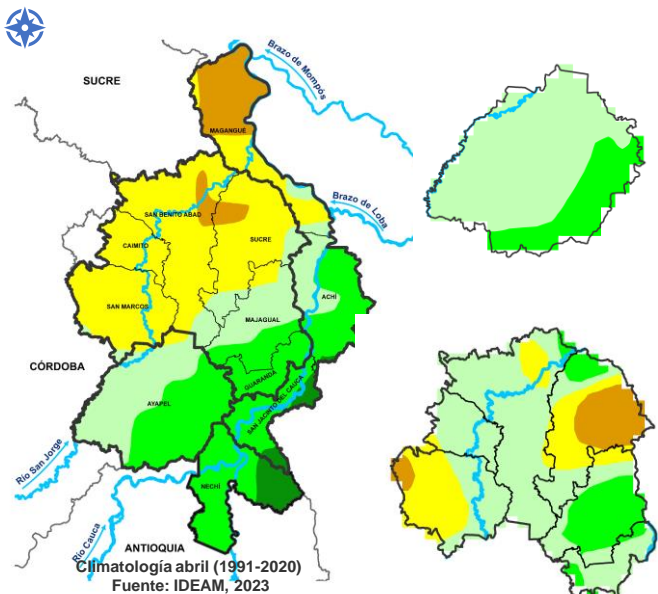 SUCRE
Brazo de Mompós
MAGANGUÉ
SAN BENITO ABAD
Brazo de Loba
CAIMITO
SUCRE
SAN MARCOS
ACHÍ
MAJAGUAL
CÓRDOBA
GUARANDA
AYAPEL
SAN JACINTO DEL CAUCA
Río San Jorge
NECHÍ
Río Cauca
ANTIOQUIA
Climatología abril (1991-2020)
Fuente: IDEAM, 2023